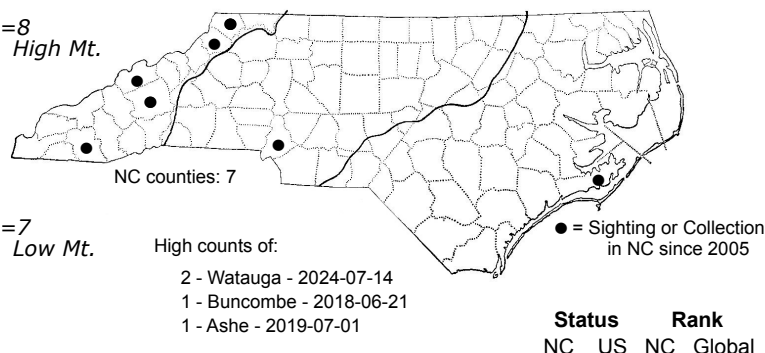 =8
High Mt.
NC counties: 7
=7
Low Mt.
High counts of:
2 - Watauga - 2024-07-14
1 - Buncombe - 2018-06-21
1 - Ashe - 2019-07-01
● = Sighting or Collection
in NC since 2005
Status Rank
NC US NC Global